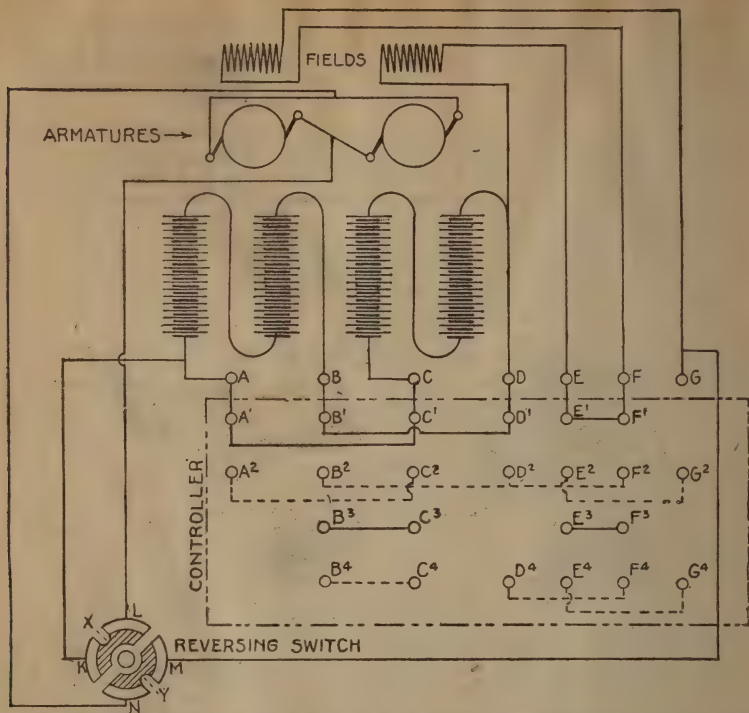 FIELDS
ARMATURES→
A B C D E F G
A' B' C' D' E' F'
A² B² C² D² E² F² G²
B³ C³ E³ F³
B⁴ C⁴ D⁴ E⁴ F⁴ G⁴
CONTROLLER
L
X
REVERSING SWITCH
K M
Y
N